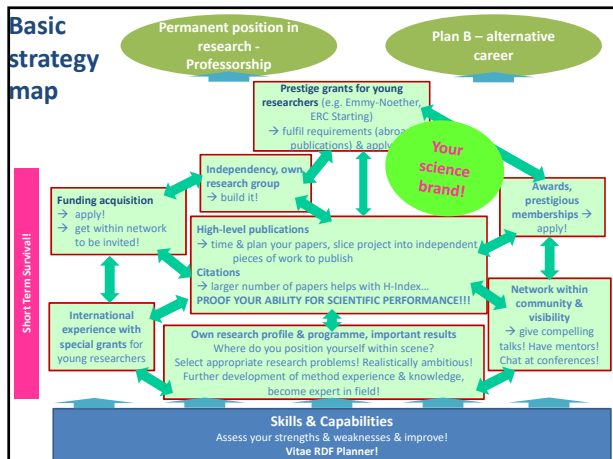 Basic
strategy
map
Permanent position in
research -
Professorship
Plan B – alternative
career
Prestige grants for young
researchers (e.g. Emmy-Noether,
ERC Starting)
→ fulfil requirements (abroad,
publications) & apply
Your
science
brand!
Independency, own
research group
→ build it!
Funding acquisition
→ apply!
→ get within network
to be invited!
Awards,
prestigious
memberships →
apply!
High-level publications
→ time & plan your papers, slice project into independent
pieces of work to publish
Citations
→ larger number of papers helps with H-Index...
PROOF YOUR ABILITY FOR SCIENTIFIC PERFORMANCE!!!
Short Term Survival!!
International
experience with
special grants for
young researchers
Network within
community &
visibility
→ give compelling
talks! Have mentors!
Chat at conferences!
Own research profile & programme, important results
Where do you position yourself within scene?
Select appropriate research problems! Realistically ambitious!
Further development of method experience & knowledge,
become expert in field!
Skills & Capabilities
Assess your strengths & weaknesses & improve!
Vitae RDF Planner!